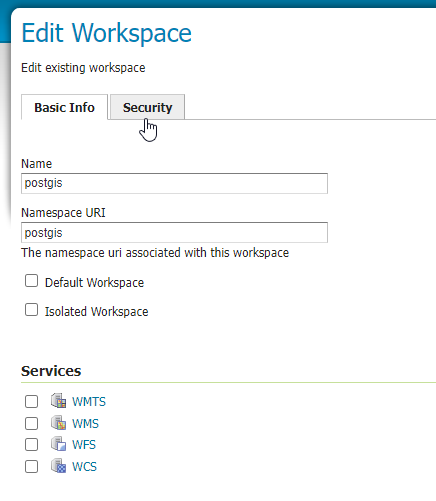 Edit Workspace
Edit existing workspace
Basic Info Security
Name
postgis
Namespace URI
postgis
The namespace uri associated with this workspace
Default Workspace
Isolated Workspace
Services
WMTS
WMS
WFS
WCS